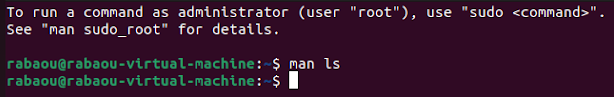 To run a command as administrator (user "root"), use "sudo <command>".
See "man sudo_root" for details.
rabaou@rabaou-virtual-machine:~$ man ls
rabaou@rabaou-virtual-machine:~$